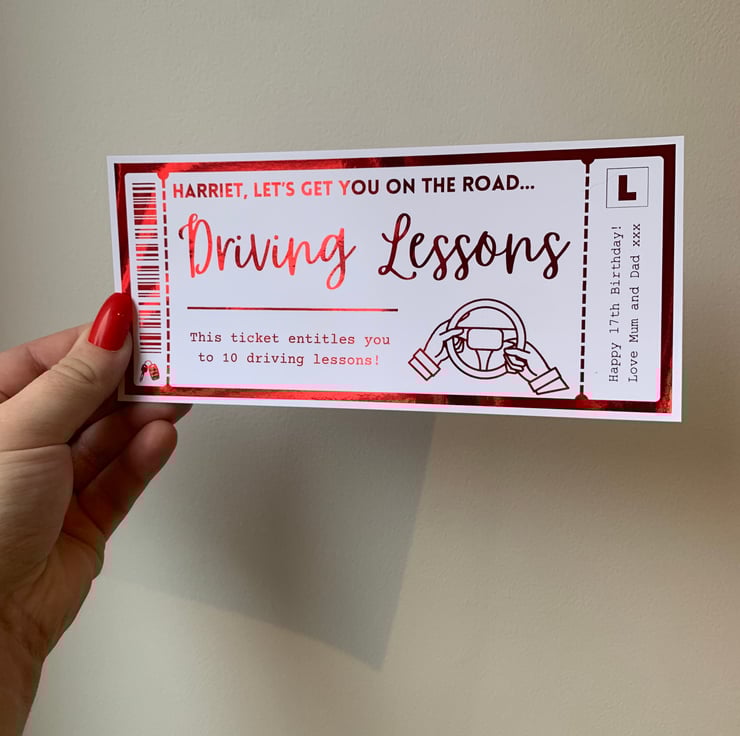 HARRIET, LET'S GET YOU ON THE ROAD...
Driving Lessons
This ticket entitles you
to 10 driving lessons!
L
Happy 17th Birthday!
Love Mum and Dad xxx